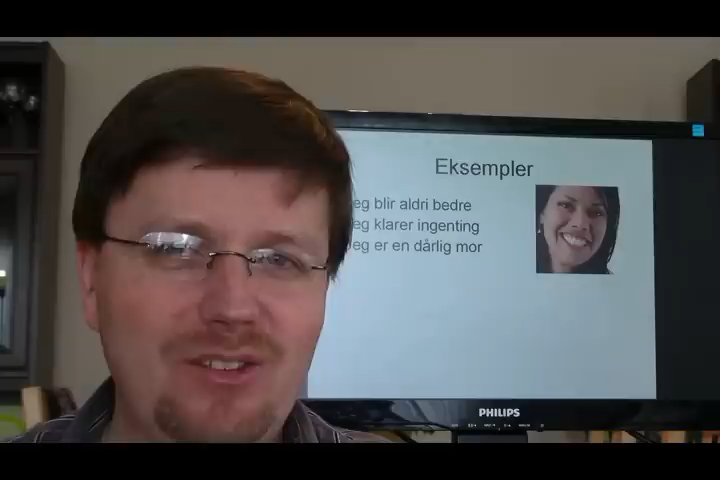 Eksempler
eg blir aldri bedre
eg klarer ingenting
eg er en dårlig mor
PHILIPS